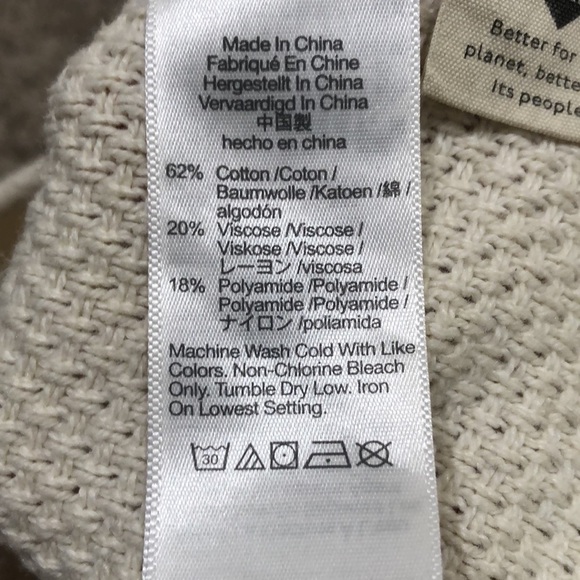 Made In China
Fabriqué En Chine
Hergestellt In China
Vervaardigd In China
中国製
hecho en china
62% Cotton /Coton /
Baumwolle /Katoen /綿 /
algodón
20% Viscose /Viscose /
Viskose /Viscose /
レーヨン /viscosa
18% Polyamide /Polyamide /
Polyamide /Polyamide /
ナイロン /poliamida
Machine Wash Cold With Like
Colors. Non-Chlorine Bleach
Only. Tumble Dry Low. Iron
On Lowest Setting.
30
Better for
planet, bette
its people